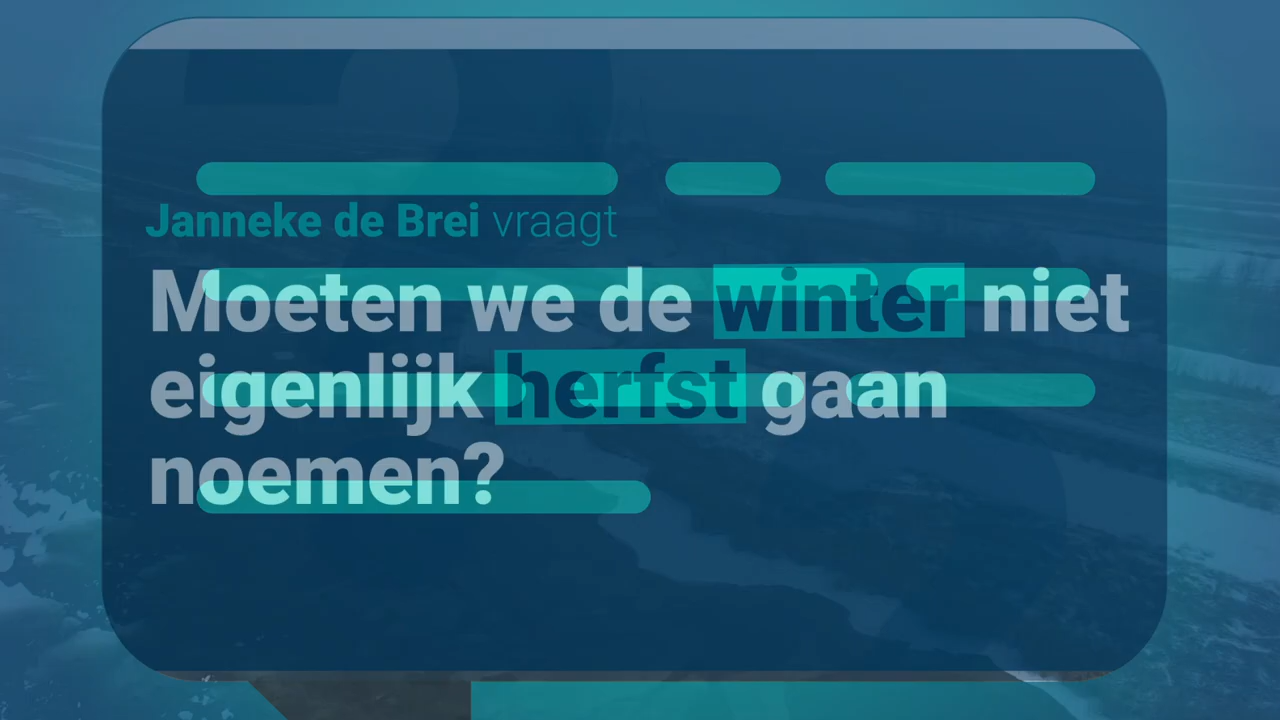 Janneke de Brei vraagt
Moeten we de winter niet
eigenlijk herfst gaan
noemen?